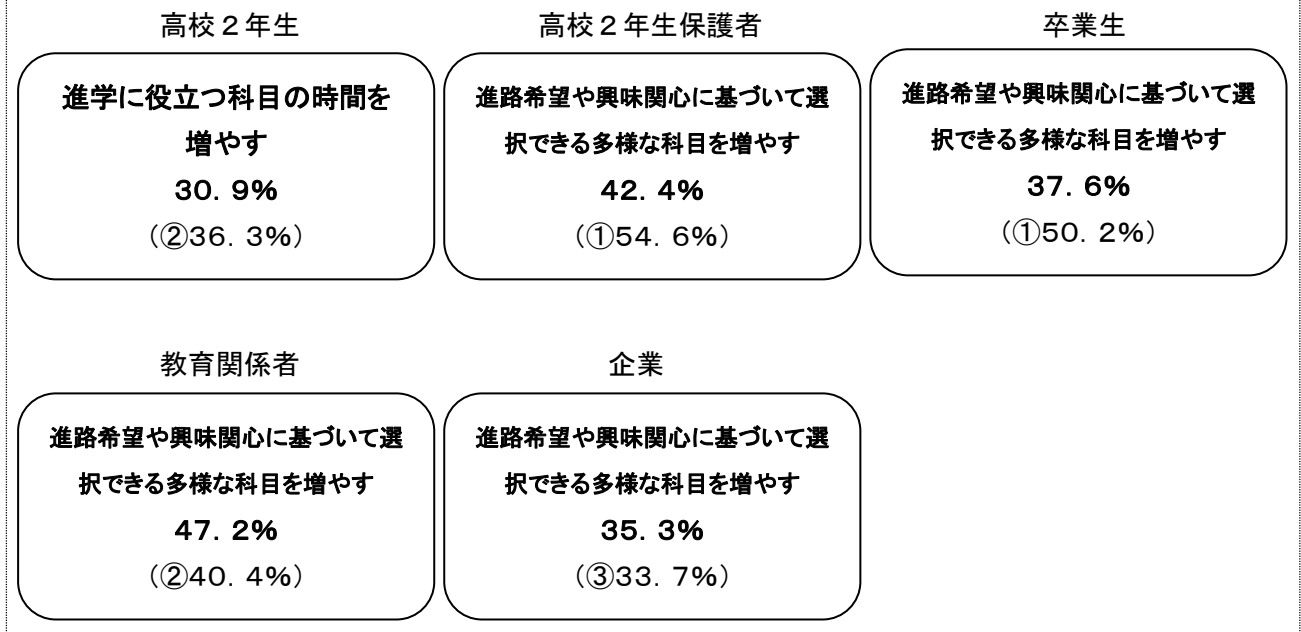 高校２年生
進学に役立つ科目の時間を
増やす
３０．９％
（②３６．３％）
高校２年生保護者
進路希望や興味関心に基づいて選
択できる多様な科目を増やす
４２．４％
（①５４．６％）
卒業生
進路希望や興味関心に基づいて選
択できる多様な科目を増やす
３７．６％
（①５０．２％）
教育関係者
進路希望や興味関心に基づいて選
択できる多様な科目を増やす
４７．２％
（②４０．４％）
企業
進路希望や興味関心に基づいて選
択できる多様な科目を増やす
３５．３％
（③３３．７％）